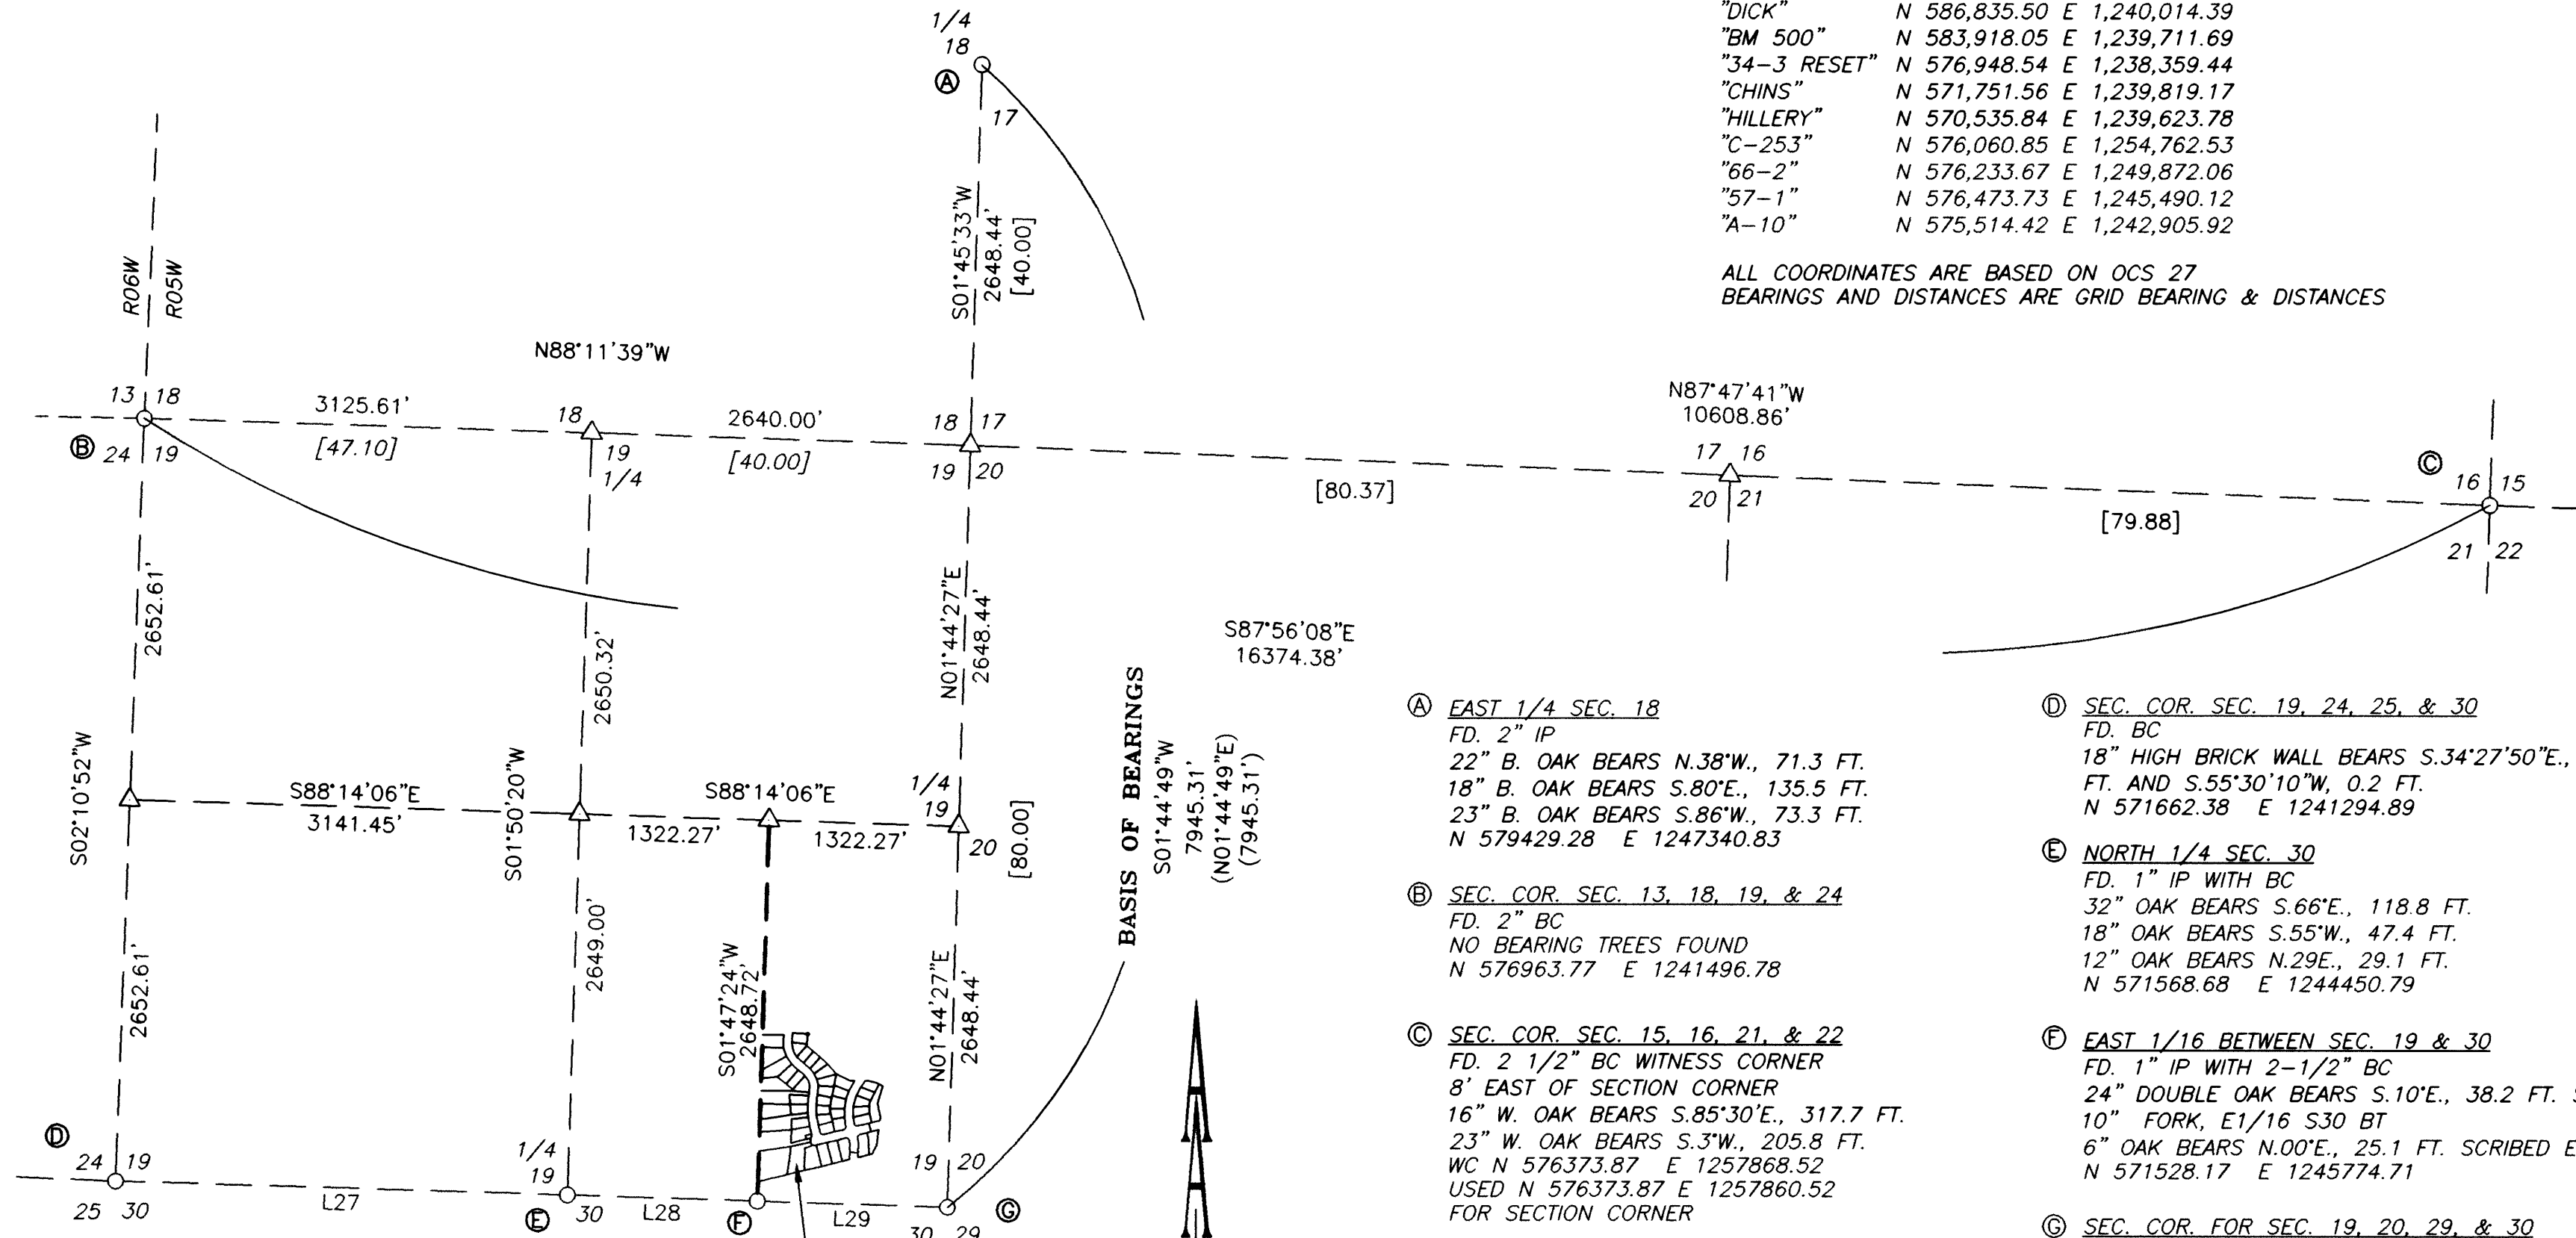 "DICK" N 586,835.50 E 1,240,014.39
"BM 500" N 583,918.05 E 1,239,711.69
"34-3 RESET" N 576,948.54 E 1,238,359.44
"CHINS" N 571,751.56 E 1,239,819.17
"HILLERY" N 570,535.84 E 1,239,623.78
"C-253" N 576,060.85 E 1,254,762.53
"66-2" N 576,233.67 E 1,249,872.06
"57-1" N 576,473.73 E 1,245,490.12
"A-10" N 575,514.42 E 1,242,905.92
ALL COORDINATES ARE BASED ON OCS 27
BEARINGS AND DISTANCES ARE GRID BEARING & DISTANCES
1/4
18
A
17
S01°45'33"W
2648.44'
[40.00]
R06W
R05W
N88°11'39"W
13 18
3125.61'
18
2640.00'
18 17
N87°47'41"W
10608.86'
17 16
C
16 15
B
24 19
[47.10]
19
1/4
[40.00]
19 20
[80.37]
20 21
[79.88]
21 22
2652.61'
2650.32'
N01°44'27"E
2648.44'
S87°56'08"E
16374.38'
BASIS OF BEARINGS
S01°44'49"W
7945.31'
(N01°44'49"E)
(7945.31')
S02°10'52"W
S88°14'06"E
3141.45'
S01°50'20"W
S88°14'06"E
1322.27'
1322.27'
1/4
19
20
[80.00]
2652.61'
2649.00'
S01°47'24"W
2648.72'
N01°44'27"E
2648.44'
D
24 19
25 30
L27
1/4
19
E
30
L28
F
L29
19 20
30 29
G
A EAST 1/4 SEC. 18
FD. 2" IP
22" B. OAK BEARS N.38°W., 71.3 FT.
18" B. OAK BEARS S.80°E., 135.5 FT.
23" B. OAK BEARS S.86°W., 73.3 FT.
N 579429.28 E 1247340.83
B SEC. COR. SEC. 13, 18, 19, & 24
FD. 2" BC
NO BEARING TREES FOUND
N 576963.77 E 1241496.78
C SEC. COR. SEC. 15, 16, 21, & 22
FD. 2 1/2" BC WITNESS CORNER
8' EAST OF SECTION CORNER
16" W. OAK BEARS S.85°30'E., 317.7 FT.
23" W. OAK BEARS S.3°W., 205.8 FT.
WC N 576373.87 E 1257868.52
USED N 576373.87 E 1257860.52
FOR SECTION CORNER
D SEC. COR. SEC. 19, 24, 25, & 30
FD. BC
18" HIGH BRICK WALL BEARS S.34°27'50"E.,
FT. AND S.55°30'10"W, 0.2 FT.
N 571662.38 E 1241294.89
E NORTH 1/4 SEC. 30
FD. 1" IP WITH BC
32" OAK BEARS S.66°E., 118.8 FT.
18" OAK BEARS S.55°W., 47.4 FT.
12" OAK BEARS N.29E., 29.1 FT.
N 571568.68 E 1244450.79
F EAST 1/16 BETWEEN SEC. 19 & 30
FD. 1" IP WITH 2-1/2" BC
24" DOUBLE OAK BEARS S.10°E., 38.2 FT.
10" FORK, E1/16 S30 BT
6" OAK BEARS N.00°E., 25.1 FT. SCRIBED E
N 571528.17 E 1245774.71
G SEC. COR. FOR SEC. 19, 20, 29, & 30